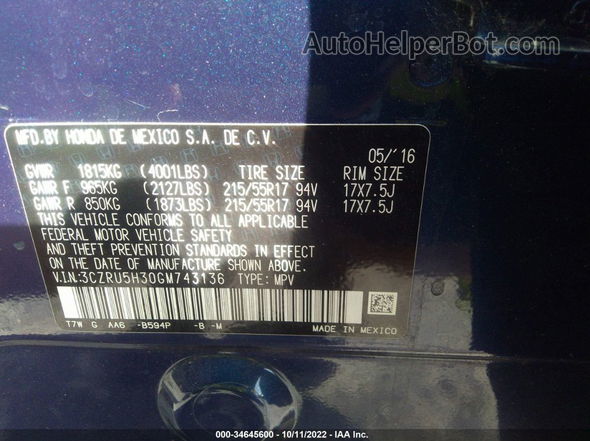 AutoHelperBot.com
MFD.BY HONDA DE MEXICO S.A. DE C.V.
05/'16
GVWR 1815KG (4001LBS) TIRE SIZE RIM SIZE
GAWR F 965KG (2127LBS) 215/55R17 94V 17X7.5J
GAWR R 850KG (1873LBS) 215/55R17 94V 17X7.5J
THIS VEHICLE CONFORMS TO ALL APPLICABLE
FEDERAL MOTOR VEHICLE SAFETY
AND THEFT PREVENTION STANDARDS IN EFFECT
ON THE DATE OF MANUFACTURE SHOWN ABOVE.
V.I.N:3CZRU5H30GM743136 TYPE: MPV
T7W G AA6 -B594P -B -M MADE IN MEXICO
000-34645600 - 10/11/2022 - IAA Inc.